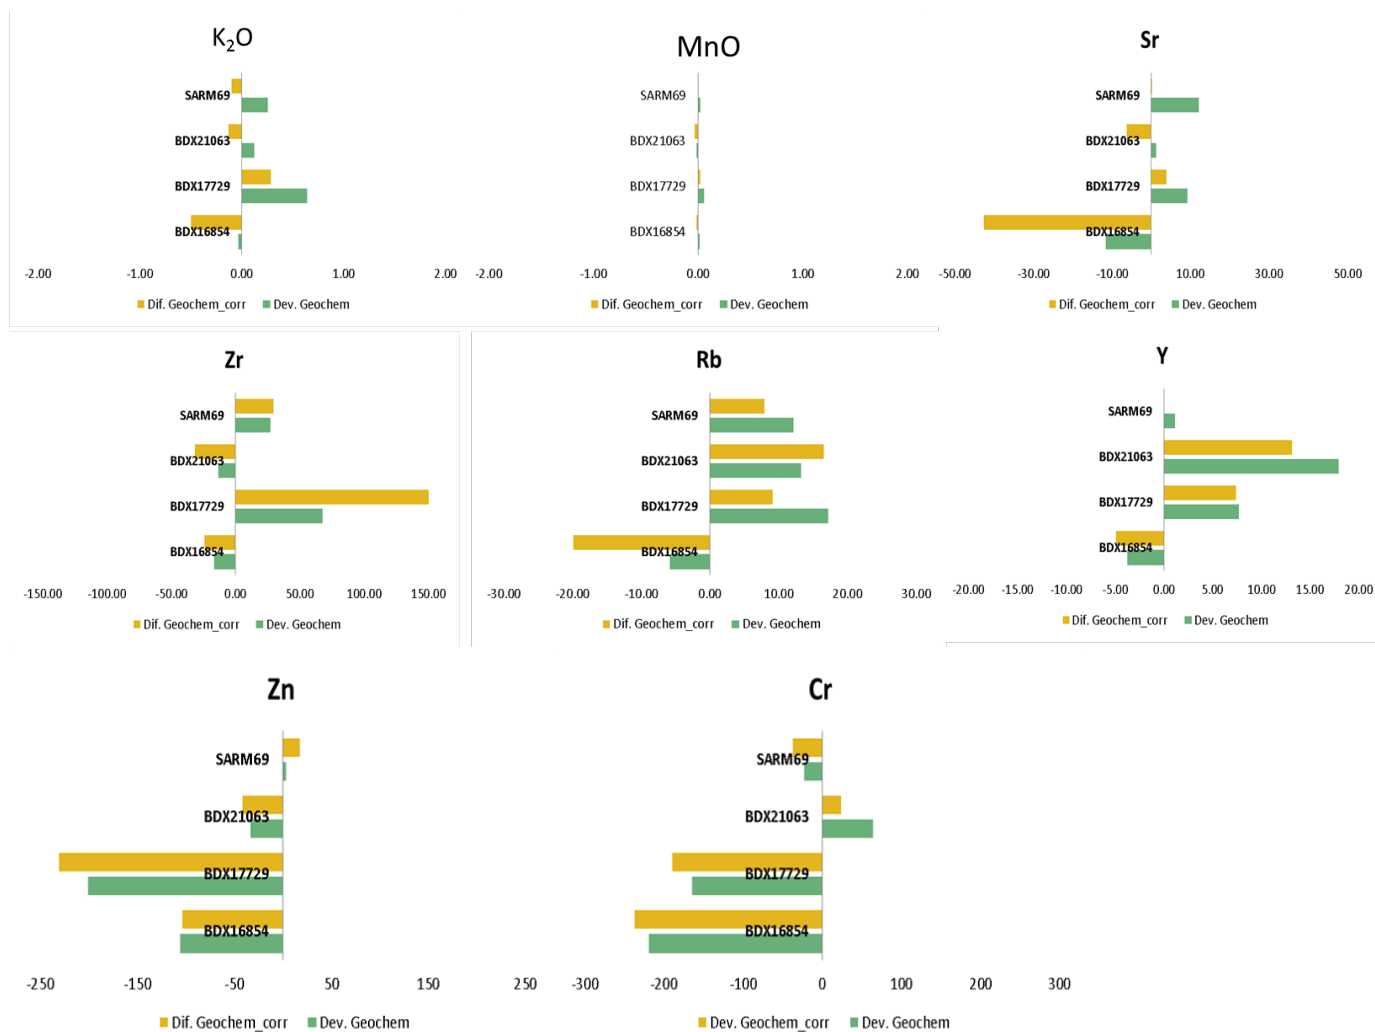 K₂O
SARM69
BDX21063
BDX17729
BDX16854
-2.00 -1.00 0.00 1.00 2.00
Dif. Geochem_corr Dev. Geochem
MnO
SARM69
BDX21063
BDX17729
BDX16854
-2.00 -1.00 0.00 1.00 2.00
Dif. Geochem_corr Dev. Geochem
Sr
SARM69
BDX21063
BDX17729
BDX16854
-50.00 -30.00 -10.00 10.00 30.00 50.00
Dif. Geochem_corr Dev. Geochem
Zr
SARM69
BDX21063
BDX17729
BDX16854
-150.00 -100.00 -50.00 0.00 50.00 100.00 150.00
Dif. Geochem_corr Dev. Geochem
Rb
SARM69
BDX21063
BDX17729
BDX16854
-30.00 -20.00 -10.00 0.00 10.00 20.00 30.00
Dif. Geochem_corr Dev. Geochem
Y
SARM69
BDX21063
BDX17729
BDX16854
-20.00 -15.00 -10.00 -5.00 0.00 5.00 10.00 15.00 20.00
Dif. Geochem_corr Dev. Geochem
Zn
SARM69
BDX21063
BDX17729
BDX16854
-250 -150 -50 50 150 250
Dif. Geochem_corr Dev. Geochem
Cr
SARM69
BDX21063
BDX17729
BDX16854
-300 -200 -100 0 100 200 300
Dif. Geochem_corr Dev. Geochem